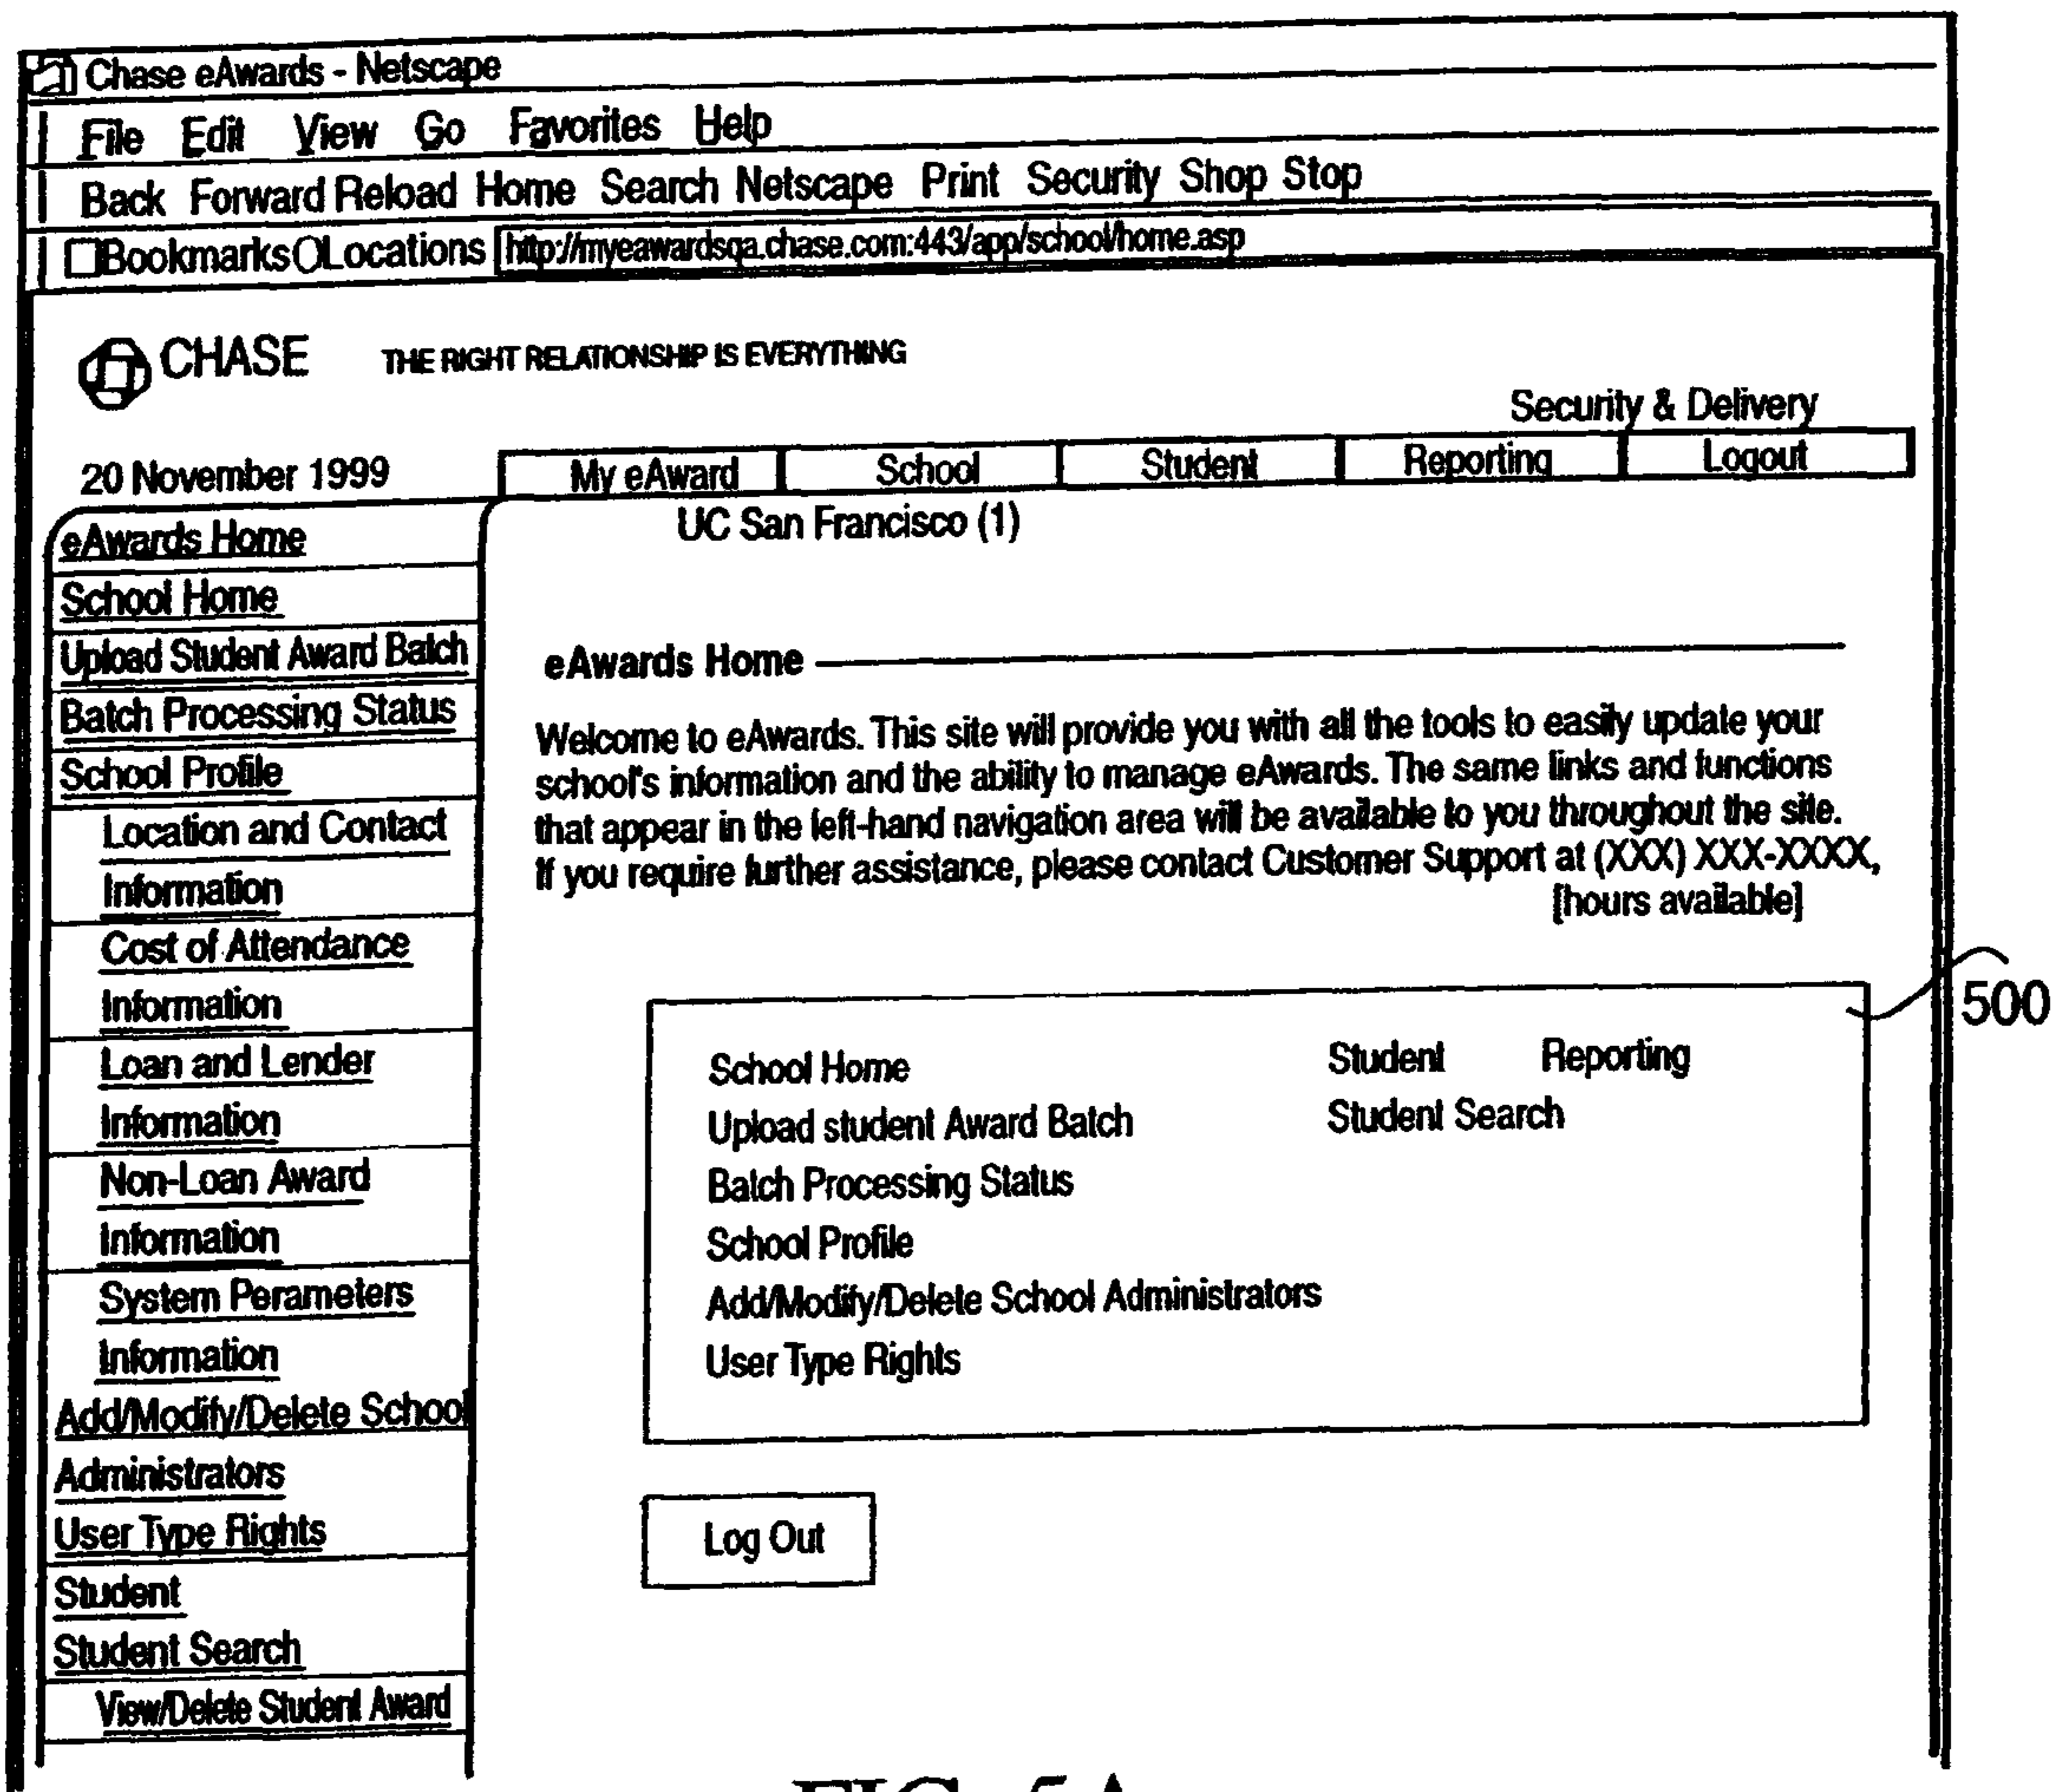 Chase eAwards - Netscape
File Edit View Go Favorites Help
Back Forward Reload Home Search Netscape Print Security Shop Stop
Bookmarks Locations http://myeawardsqa.chase.com:443/app/school/home.asp
CHASE THE RIGHT RELATIONSHIP IS EVERYTHING
Security & Delivery
20 November 1999 My eAward School Student Reporting Logout
UC San Francisco (1)
eAwards Home
School Home
Upload Student Award Batch
Batch Processing Status
School Profile
Location and Contact
Information
Cost of Attendance
Information
Loan and Lender
Information
Non-Loan Award
Information
System Perameters
Information
Add/Modify/Delete School
Administrators
User Type Rights
Student
Student Search
View/Delete Student Award
eAwards Home
Welcome to eAwards. This site will provide you with all the tools to easily update your
school's information and the ability to manage eAwards. The same links and functions
that appear in the left-hand navigation area will be available to you throughout the site.
If you require further assistance, please contact Customer Support at (XXX) XXX-XXXX,
[hours available]
500
School Home Student Reporting
Upload student Award Batch Student Search
Batch Processing Status
School Profile
Add/Modify/Delete School Administrators
User Type Rights
Log Out
FIG. 5A